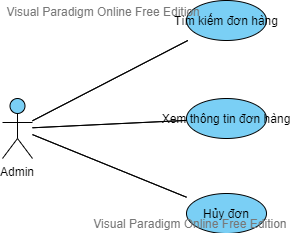 Visual Paradigm Online Free Edition
Tìm kiếm đơn hàng
Xem thông tin đơn hàng
Admin
Hủy đơn
Visual Paradigm Online Free Edition